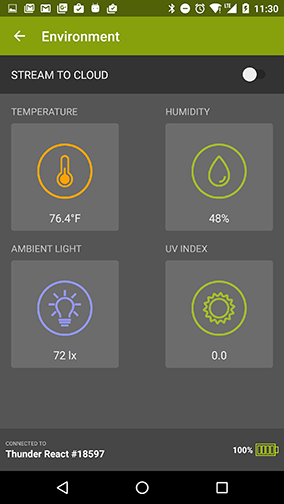 LTE
11:30
Environment
STREAM TO CLOUD
TEMPERATURE
HUMIDITY
76.4°F
48%
AMBIENT LIGHT
UV INDEX
72 lx
0.0
CONNECTED TO
Thunder React #18597
100%